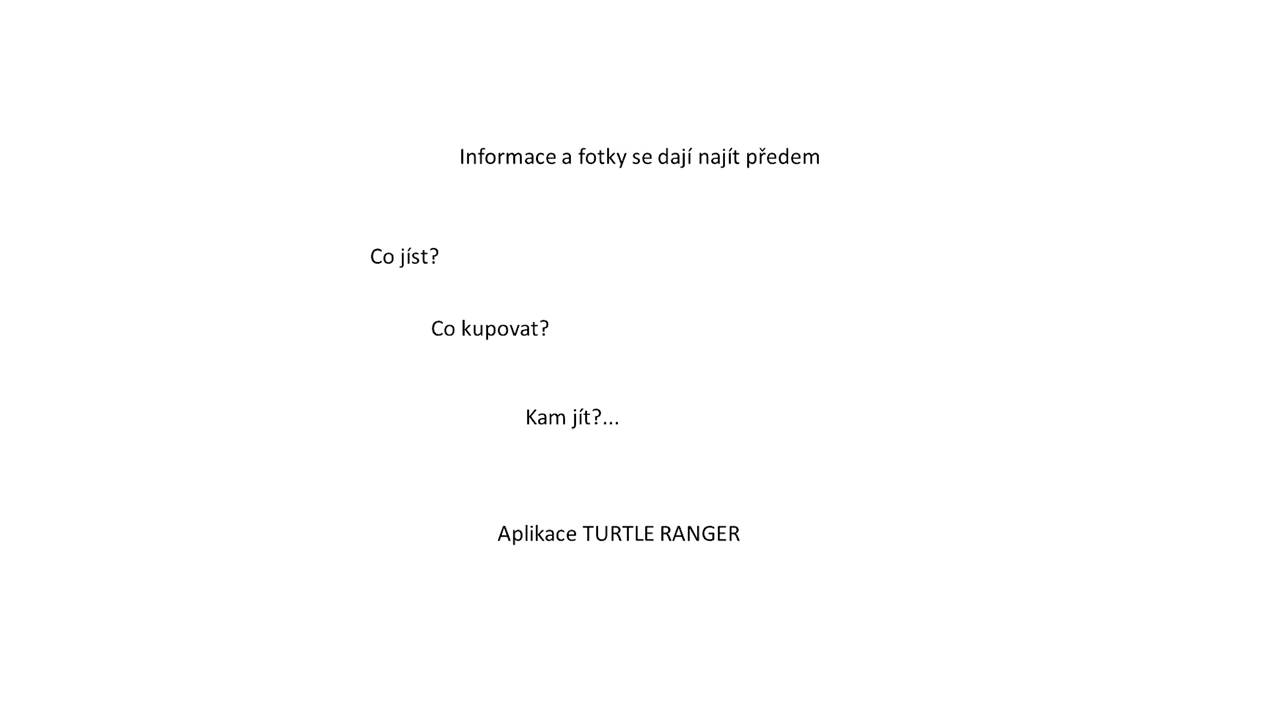 Informace a fotky se dají najít předem
Co jíst?
Co kupovat?
Kam jít?...
Aplikace TURTLE RANGER